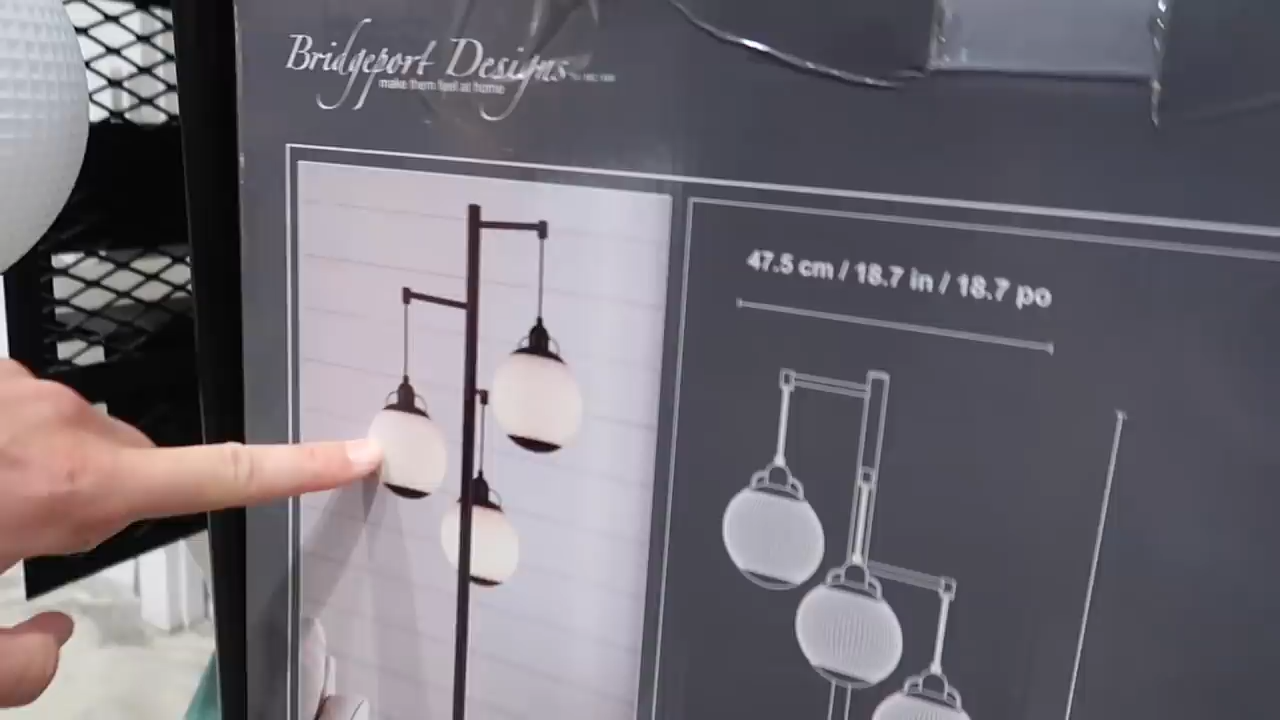 Bridgeport Designs
make them feel at home
47.5 cm / 18.7 in / 18.7 po